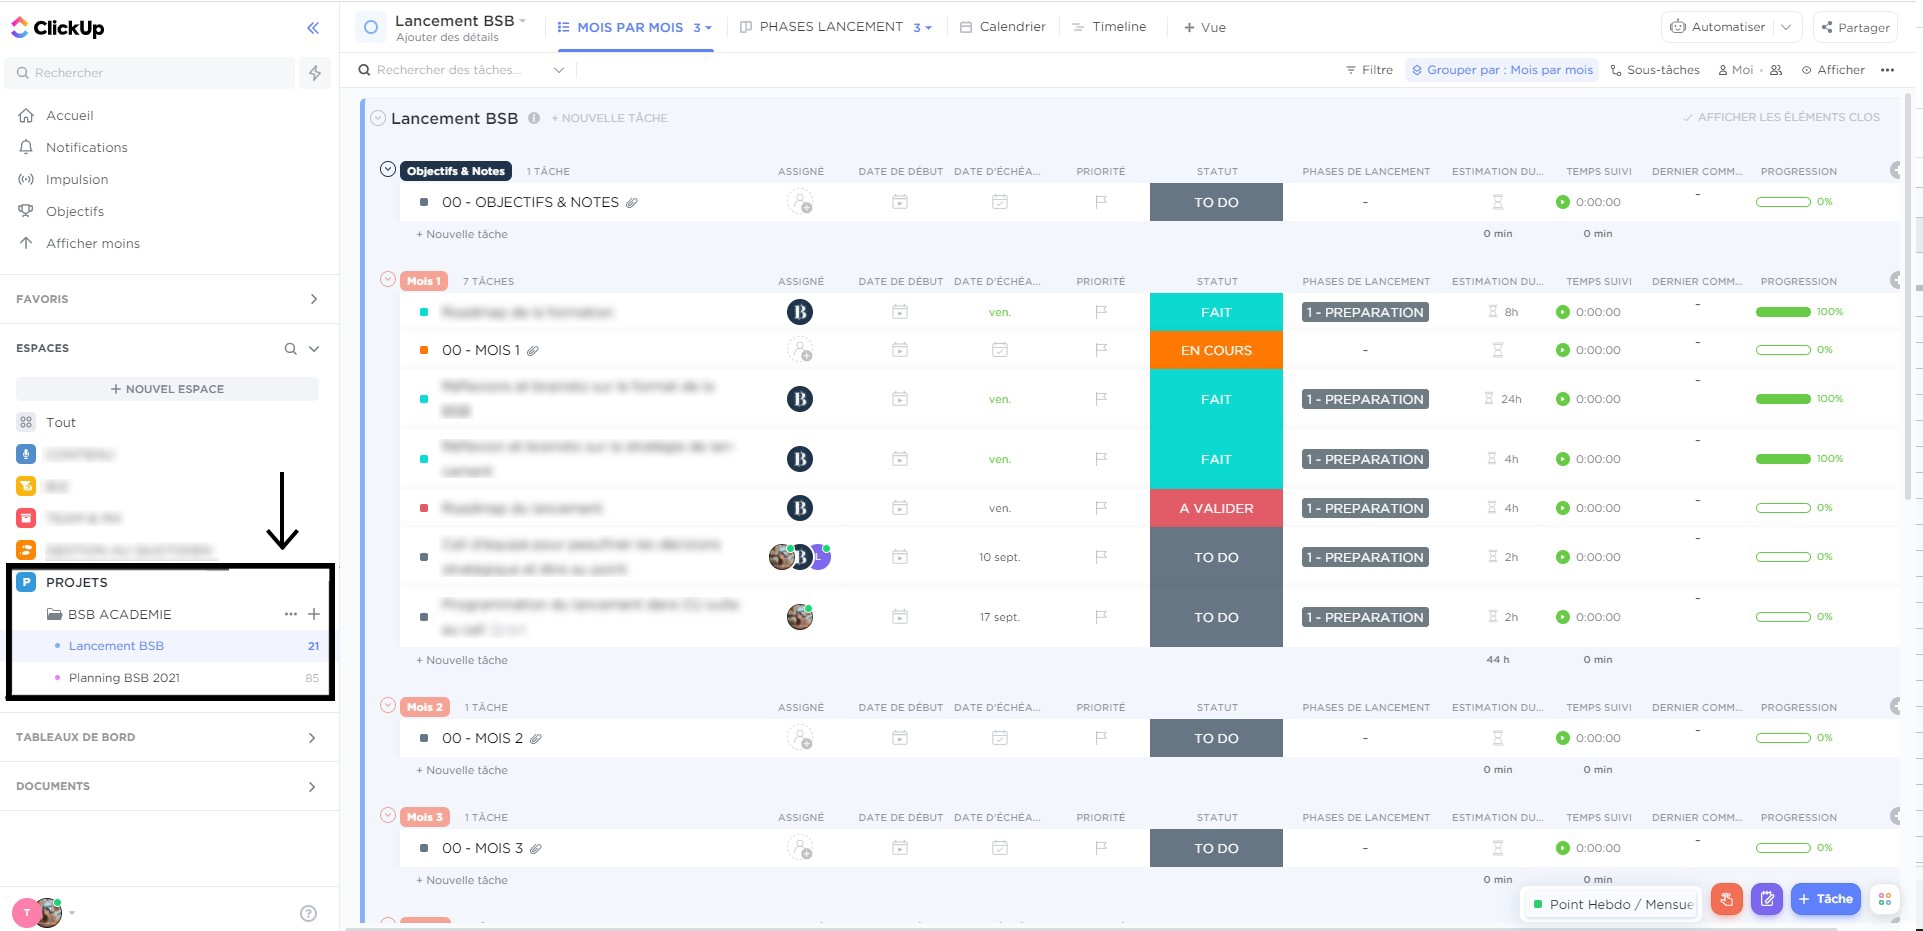 ClickUp
Rechercher
Accueil
Notifications
Impulsion
Objectifs
Afficher moins
FAVORIS
ESPACES
+ NOUVEL ESPACE
Tout
P PROJETS
BSB ACADEMIE
Lancement BSB 21
Planning BSB 2021 85
TABLEAUX DE BORD
DOCUMENTS
T
Lancement BSB
Ajouter des détails
MOIS PAR MOIS 3
PHASES LANCEMENT 3
Calendrier
Timeline
+ Vue
Automatiser
Partager
Rechercher des tâches...
Filtre
Grouper par : Mois par mois
Sous-tâches
Moi
Afficher
Lancement BSB
+ NOUVELLE TÂCHE
AFFICHER LES ÉLÉMENTS CLOS
Objectifs & Notes 1 TÂCHE ASSIGNÉ DATE DE DÉBUT DATE D'ÉCHÉA... PRIORITÉ STATUT PHASES DE LANCEMENT ESTIMATION DU... TEMPS SUIVI DERNIER COMM... PROGRESSION
00 - OBJECTIFS & NOTES TO DO - 0:00:00 - 0%
+ Nouvelle tâche 0 min 0 min
Mois 1 7 TÂCHES ASSIGNÉ DATE DE DÉBUT DATE D'ÉCHÉA... PRIORITÉ STATUT PHASES DE LANCEMENT ESTIMATION DU... TEMPS SUIVI DERNIER COMM... PROGRESSION
B ven. FAIT 1 - PREPARATION 8h 0:00:00 - 100%
00 - MOIS 1 EN COURS - 0:00:00 - 0%
B ven. FAIT 1 - PREPARATION 24h 0:00:00 - 100%
B ven. FAIT 1 - PREPARATION 4h 0:00:00 - 100%
B ven. A VALIDER 1 - PREPARATION 4h 0:00:00 - 0%
B L 10 sept. TO DO 1 - PREPARATION 2h 0:00:00 - 0%
17 sept. TO DO 1 - PREPARATION 2h 0:00:00 - 0%
+ Nouvelle tâche 44 h 0 min
Mois 2 1 TÂCHE ASSIGNÉ DATE DE DÉBUT DATE D'ÉCHÉA... PRIORITÉ STATUT PHASES DE LANCEMENT ESTIMATION DU... TEMPS SUIVI DERNIER COMM... PROGRESSION
00 - MOIS 2 TO DO - 0:00:00 - 0%
+ Nouvelle tâche 0 min 0 min
Mois 3 1 TÂCHE ASSIGNÉ DATE DE DÉBUT DATE D'ÉCHÉA... PRIORITÉ STATUT PHASES DE LANCEMENT ESTIMATION DU... TEMPS SUIVI DERNIER COMM... PROGRESSION
00 - MOIS 3 TO DO - 0:00:00 - 0%
+ Nouvelle tâche 0 min 0 min
Point Hebdo / Mensue
+ Tâche